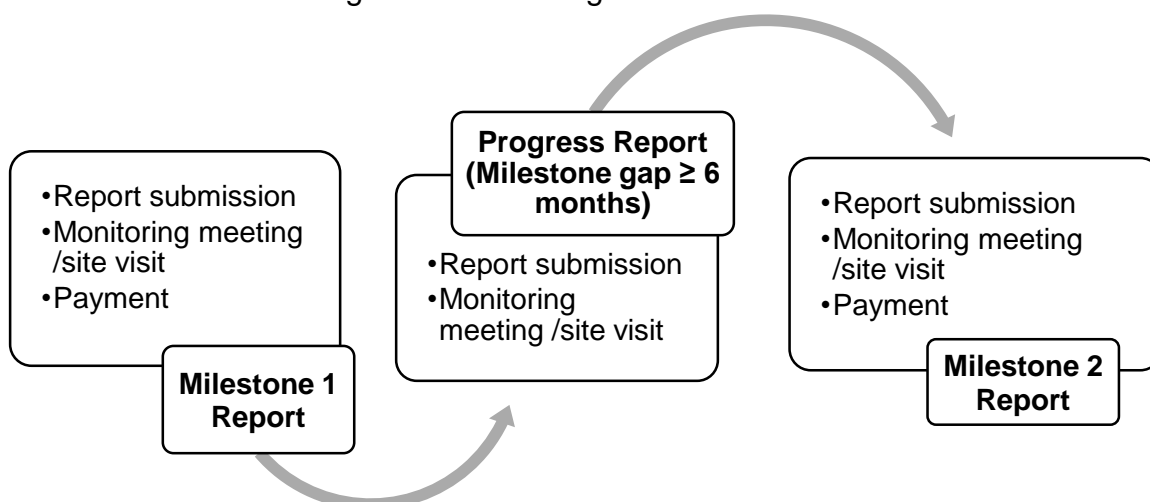 •Report submission
•Monitoring meeting
/site visit
•Payment
Milestone 1
Report
Progress Report
(Milestone gap ≥ 6
months)
•Report submission
•Monitoring
meeting /site visit
•Report submission
•Monitoring meeting
/site visit
•Payment
Milestone 2
Report